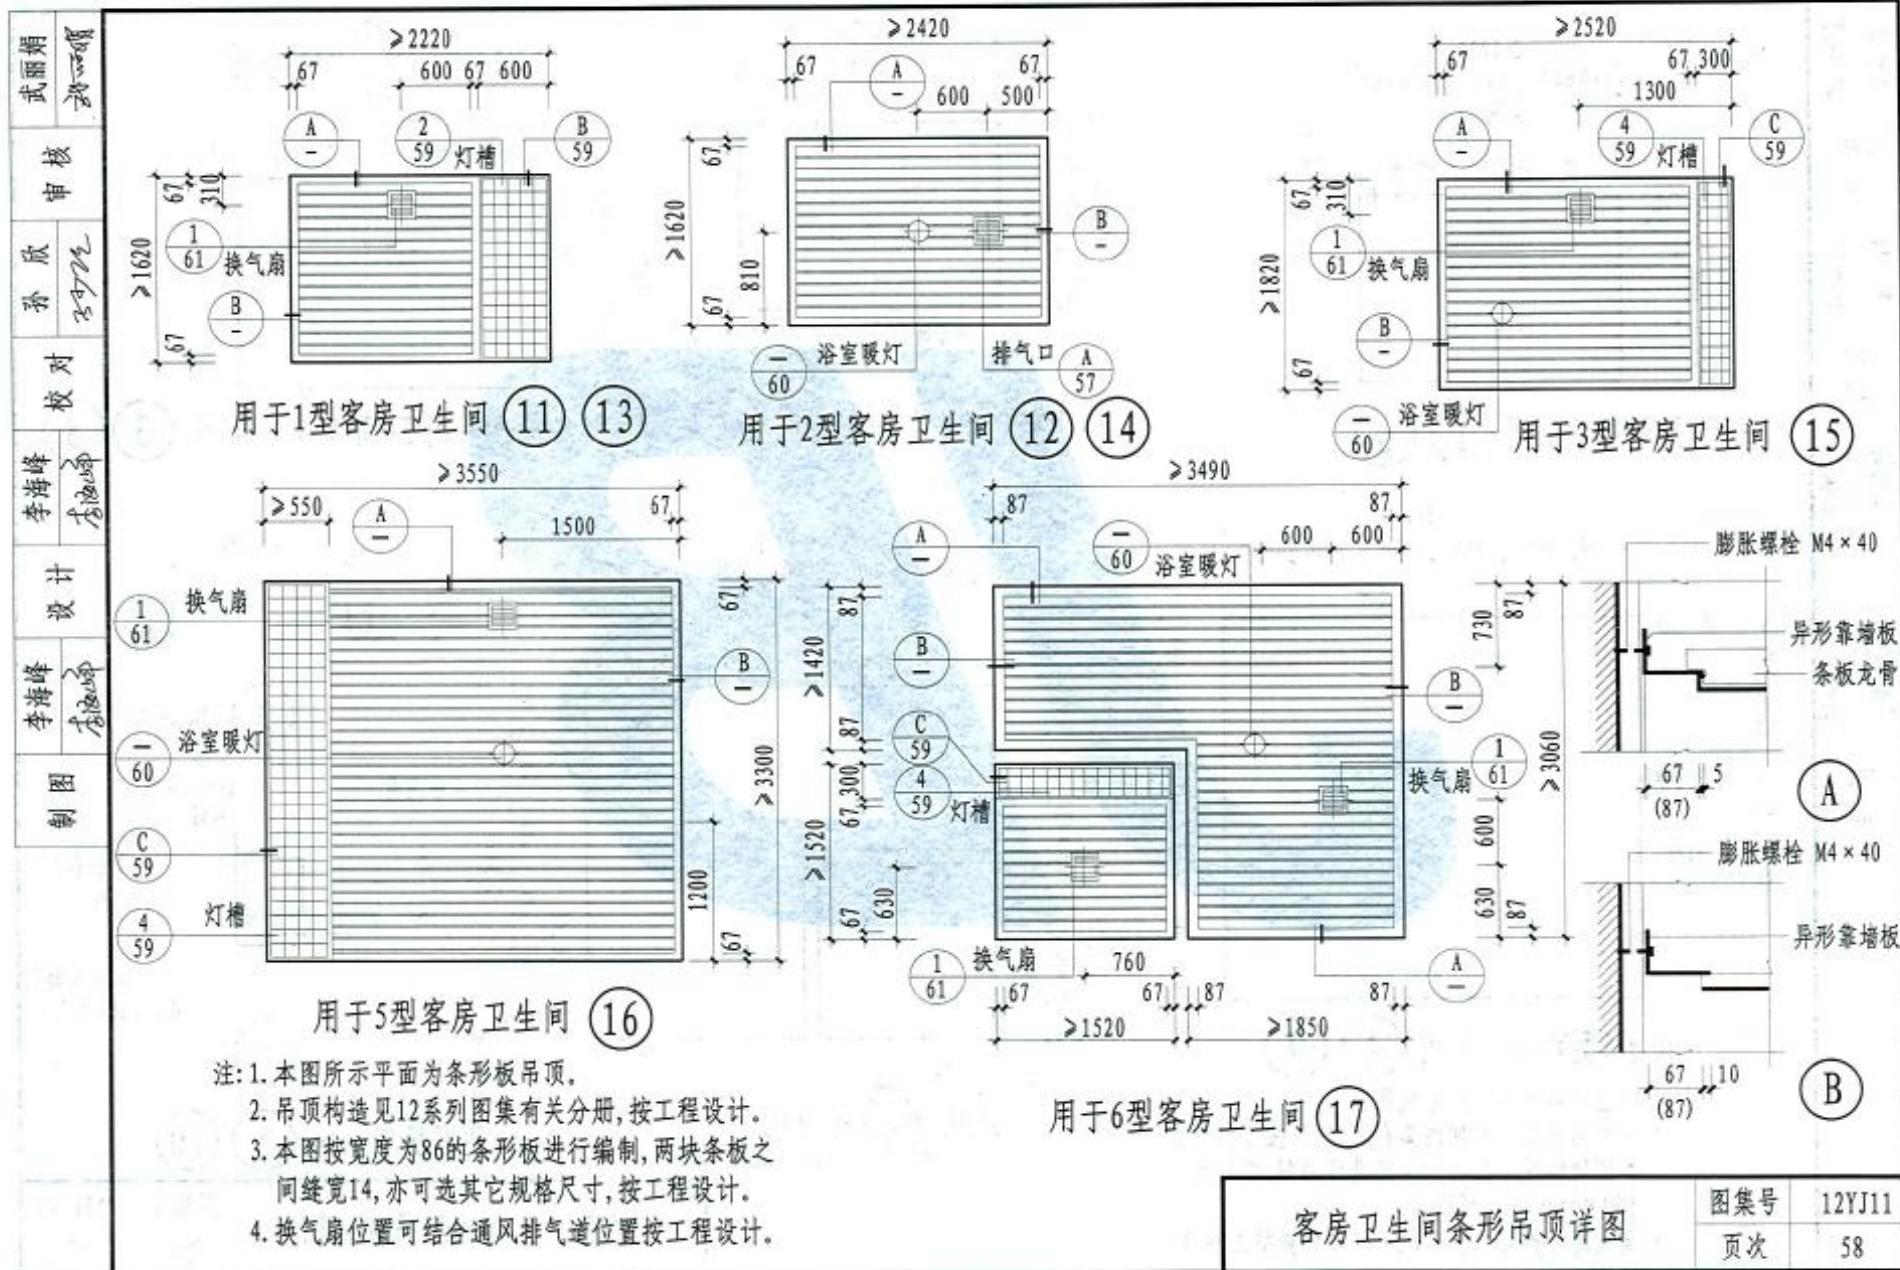 武丽娟
审核
孙欣
校对
李海峰
设计
李海峰
制图
≥2220
67
600 67 600
A
—
2
59
灯槽
B
59
67
310
≥1620
1
61
换气扇
B
—
67
用于1型客房卫生间 11 13
≥2420
67
A
—
67
600
500
67
≥1620
810
67
B
—
—
60
浴室暖灯
排气口
A
57
用于2型客房卫生间 12 14
≥2520
67
67 300
1300
A
—
4
59
灯槽
C
59
67
310
≥1820
1
61
换气扇
B
—
67
—
60
浴室暖灯
用于3型客房卫生间 15
≥3550
≥550
A
—
67
1500
1
61
换气扇
67
B
—
—
60
浴室暖灯
≥3300
C
59
1200
4
59
灯槽
67
用于5型客房卫生间 16
≥3490
87
87
A
—
—
60
浴室暖灯
600
600
87
≥1420
B
—
87
730
87
B
—
C
59
4
59
灯槽
300
67
≥1520
630
67
1
61
换气扇
≥3060
600
630
87
1
61
换气扇
760
A
—
67
67
87
87
≥1520
≥1850
用于6型客房卫生间 17
膨胀螺栓 M4×40
异形靠墙板
条板龙骨
67
5
(87)
A
膨胀螺栓 M4×40
异形靠墙板
67
10
(87)
B
注:1.本图所示平面为条形板吊顶。
2.吊顶构造见12系列图集有关分册,按工程设计。
3.本图按宽度为86的条形板进行编制,两块条板之
间缝宽14,亦可选其它规格尺寸,按工程设计。
4.换气扇位置可结合通风排气道位置按工程设计。
客房卫生间条形吊顶详图
图集号 12YJ11
页次 58